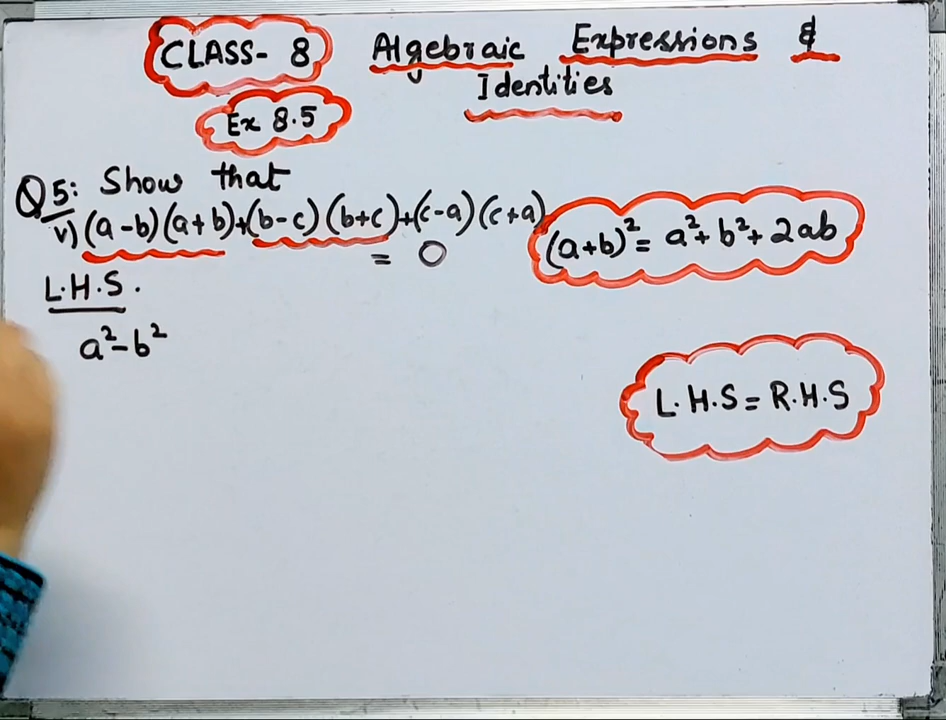 CLASS- 8
Algebraic Expressions &
Identities
Ex 8.5
Q5: Show that
v) (a-b)(a+b)+(b-c)(b+c)+(c-a)(c+a)
= 0
(a+b)² = a²+b²+2ab
L.H.S.
a²-b²
L.H.S = R.H.S